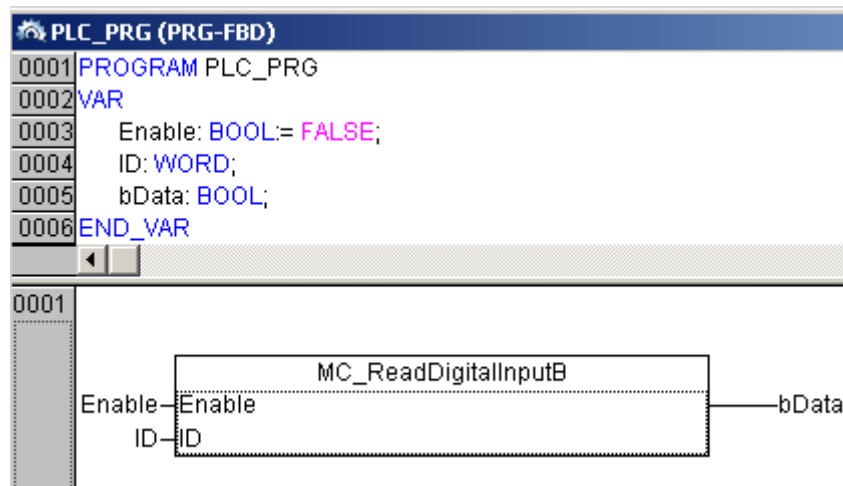 PLC_PRG (PRG-FBD)
0001 PROGRAM PLC_PRG
0002 VAR
0003 Enable: BOOL:= FALSE;
0004 ID: WORD;
0005 bData: BOOL;
0006 END_VAR
0001
MC_ReadDigitalInputB
Enable Enable bData
ID ID